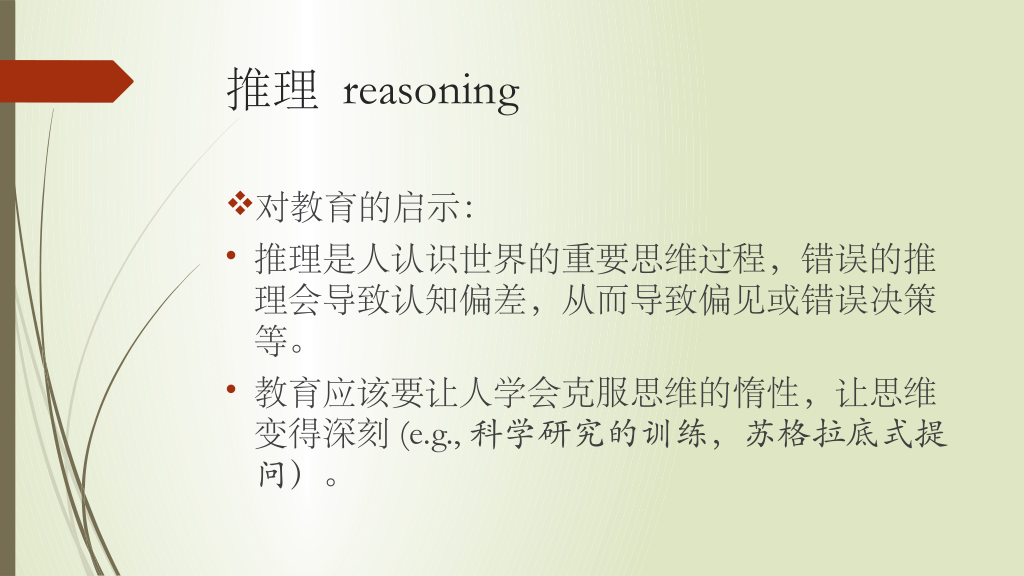 推理 reasoning
对教育的启示：
推理是人认识世界的重要思维过程，错误的推
理会导致认知偏差，从而导致偏见或错误决策
等。
教育应该要让人学会克服思维的惰性，让思维
变得深刻 (e.g., 科学研究的训练，苏格拉底式提
问）。